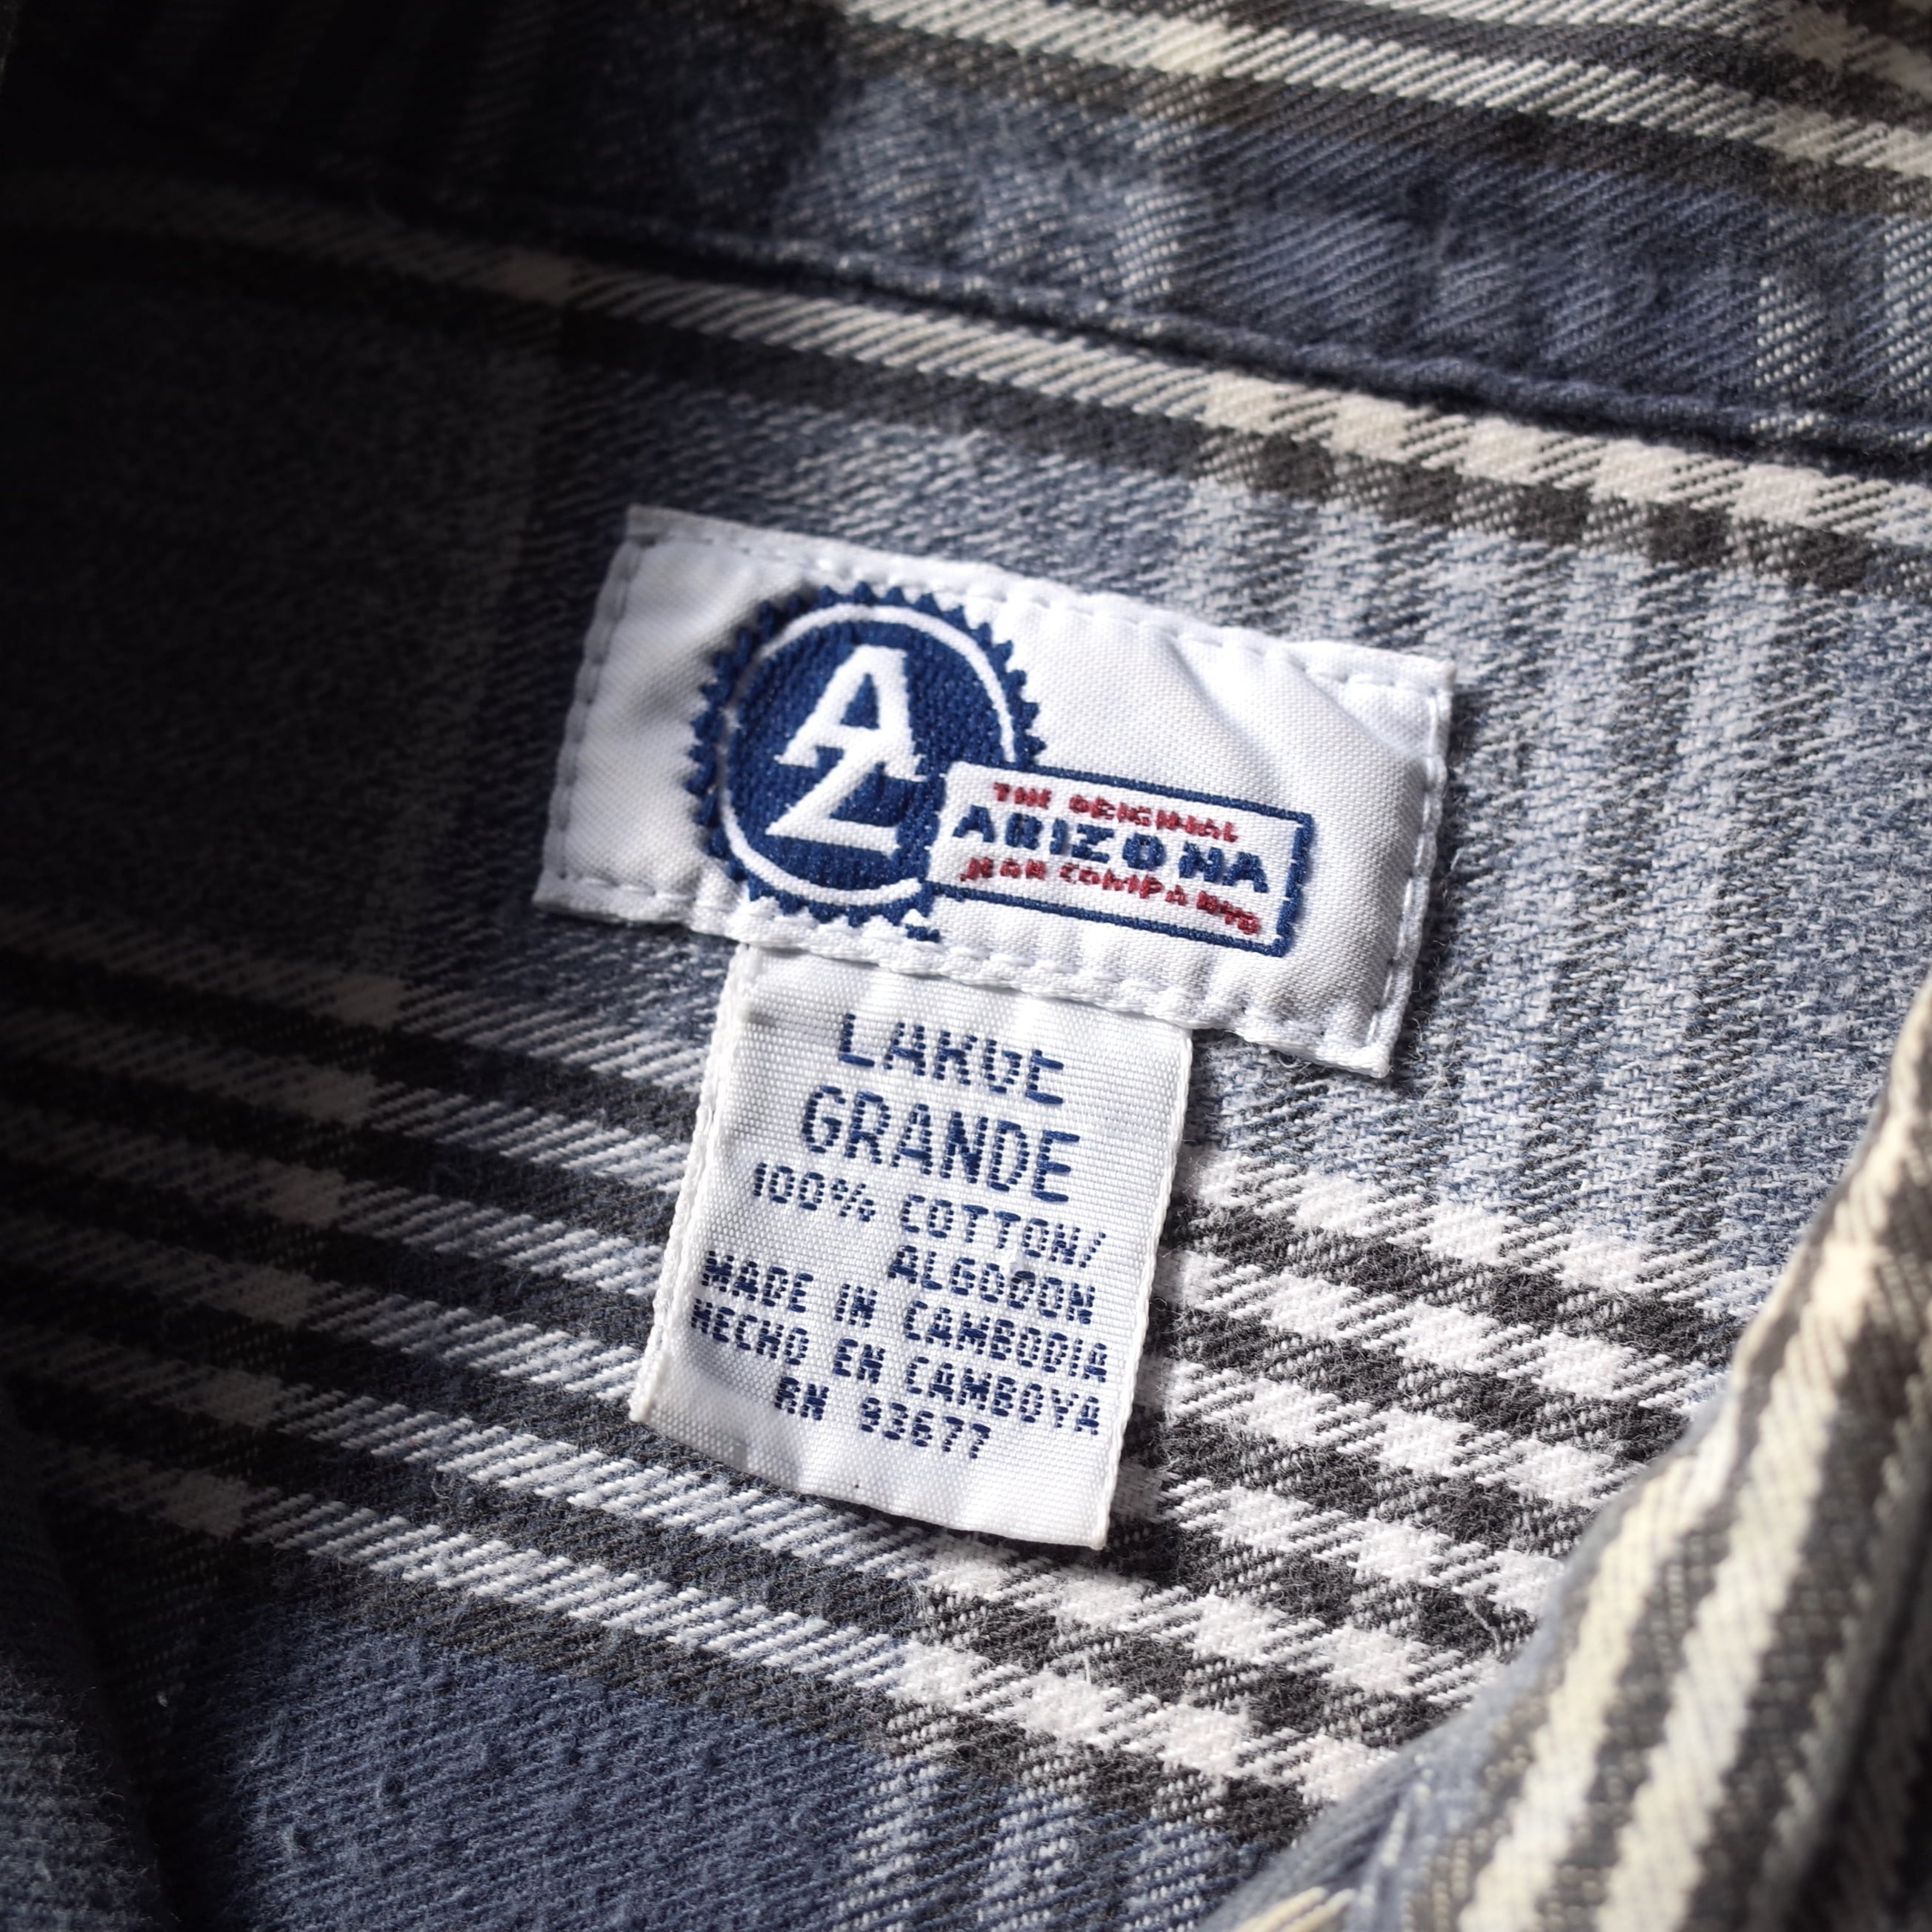 AZ
THE ORIGINAL
ARIZONA
JEAN COMPANY
LARGE
GRANDE
100% COTTON/
ALGODON
MADE IN CAMBODIA
HECHO EN CAMBOYA
RN 93677